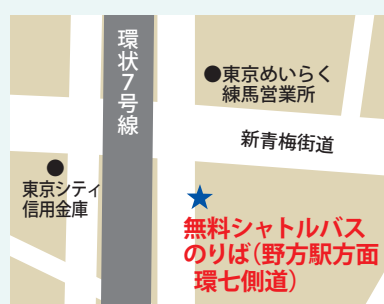 環状7号線
●東京めいらく
練馬営業所
新青梅街道
●
東京シティ
信用金庫
★
無料シャトルバス
のりば(野方駅方面
環七側道)